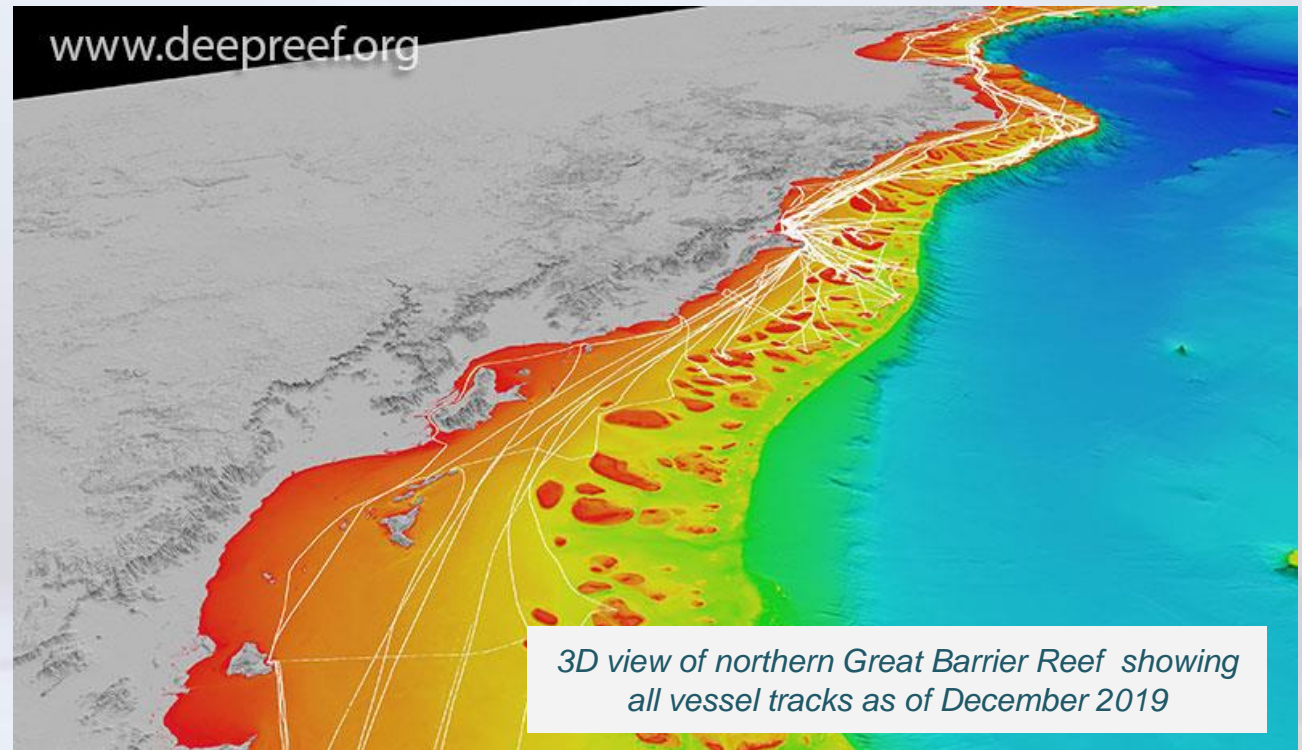 www.deepreef.org
3D view of northern Great Barrier Reef showing
all vessel tracks as of December 2019